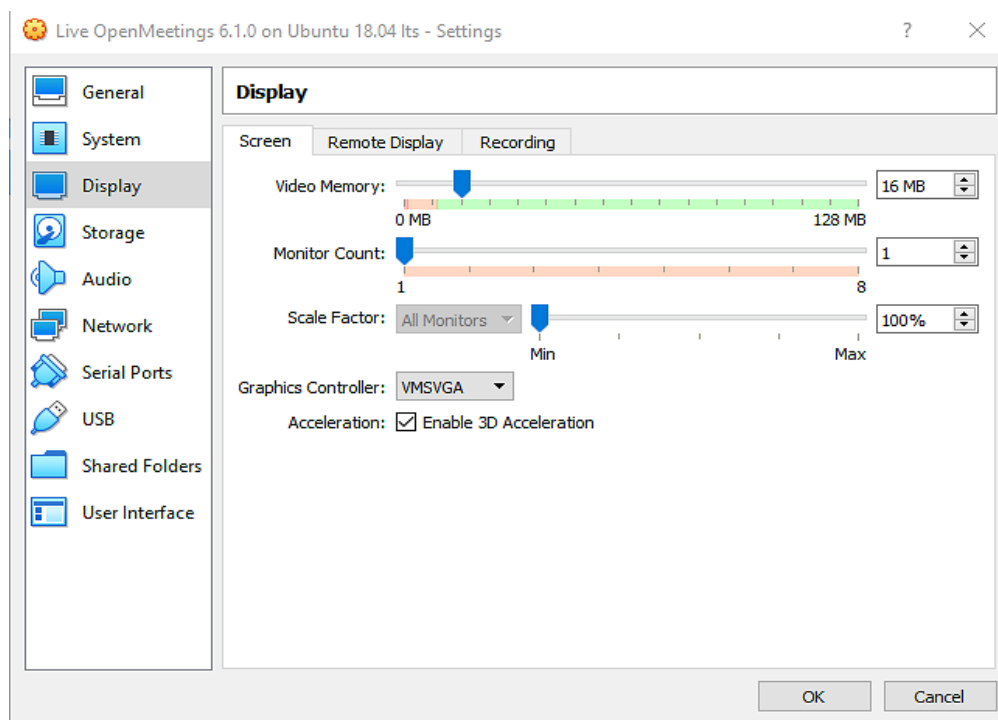 Live OpenMeetings 6.1.0 on Ubuntu 18.04 lts - Settings ?
General
System
Display
Storage
Audio
Network
Serial Ports
USB
Shared Folders
User Interface
Display
Screen Remote Display Recording
Video Memory: 16 MB
0 MB 128 MB
Monitor Count: 1
1 8
Scale Factor: All Monitors 100%
Min Max
Graphics Controller: VMSVGA
Acceleration: Enable 3D Acceleration
OK Cancel